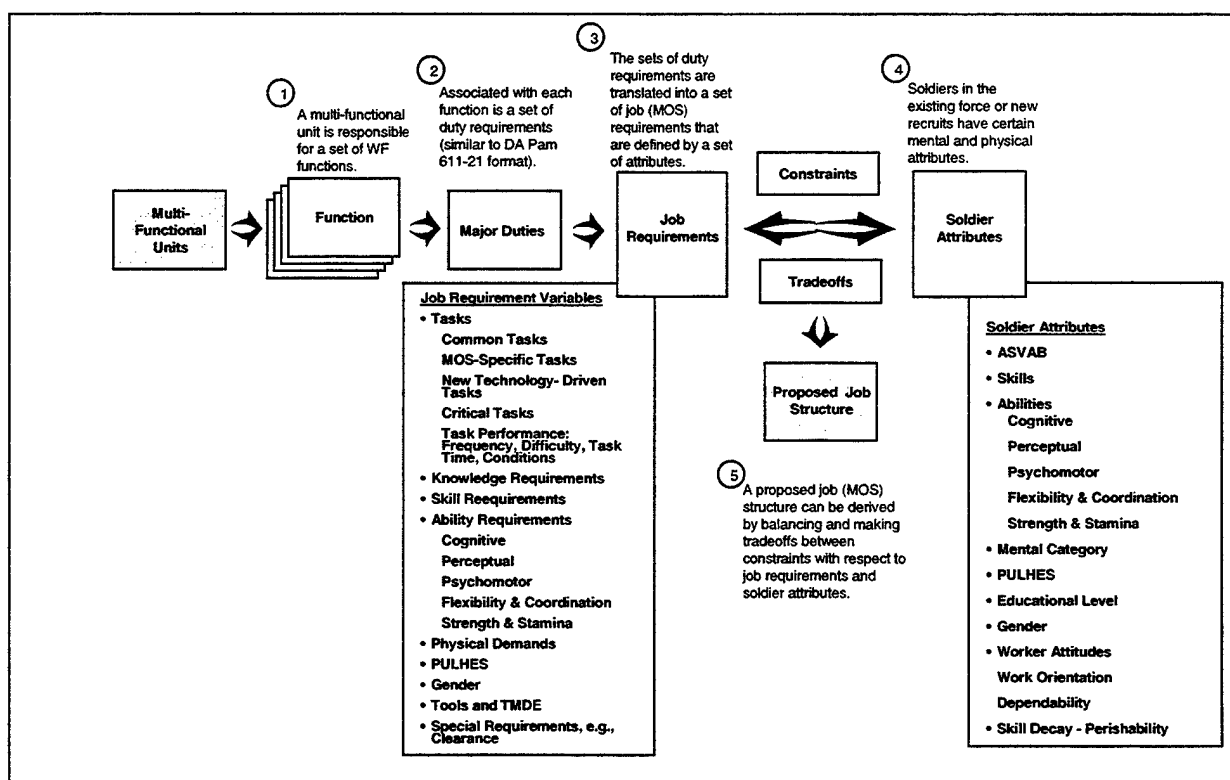 1
A multi-functional
unit is responsible
for a set of WF
functions.
2
Associated with each
function is a set of
duty requirements
(similar to DA Pam
611-21 format).
3
The sets of duty
requirements are
translated into a set
of job (MOS)
requirements that
are defined by a set
of attributes.
4
Soldiers in the
existing force or new
recruits have certain
mental and physical
attributes.
Multi-
Functional
Units
Function
Major Duties
Job
Requirements
Constraints
Tradeoffs
Soldier
Attributes
Proposed Job
Structure
5
A proposed job (MOS)
structure can be derived
by balancing and making
tradeoffs between
constraints with respect to
job requirements and
soldier attributes.
Job Requirement Variables
• Tasks
Common Tasks
MOS-Specific Tasks
New Technology- Driven
Tasks
Critical Tasks
Task Performance:
Frequency, Difficulty, Task
Time, Conditions
• Knowledge Requirements
• Skill Reequirements
• Ability Requirements
Cognitive
Perceptual
Psychomotor
Flexibility & Coordination
Strength & Stamina
• Physical Demands
• PULHES
• Gender
• Tools and TMDE
• Special Requirements, e.g.,
Clearance
Soldier Attributes
• ASVAB
• Skills
• Abilities
Cognitive
Perceptual
Psychomotor
Flexibility & Coordination
Strength & Stamina
• Mental Category
• PULHES
• Educational Level
• Gender
• Worker Attitudes
Work Orientation
Dependability
• Skill Decay - Perishability